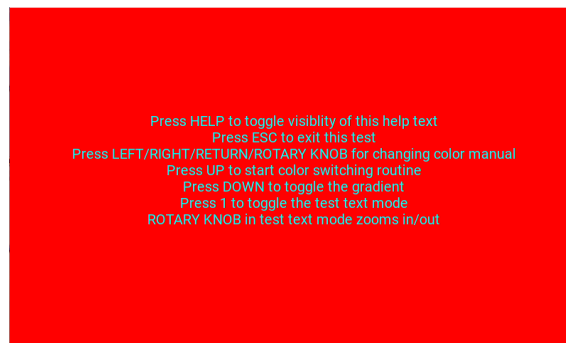 Press HELP to toggle visiblity of this help text
Press ESC to exit this test
Press LEFT/RIGHT/RETURN/ROTARY KNOB for changing color manual
Press UP to start color switching routine
Press DOWN to toggle the gradient
Press 1 to toggle the test text mode
ROTARY KNOB in test text mode zooms in/out